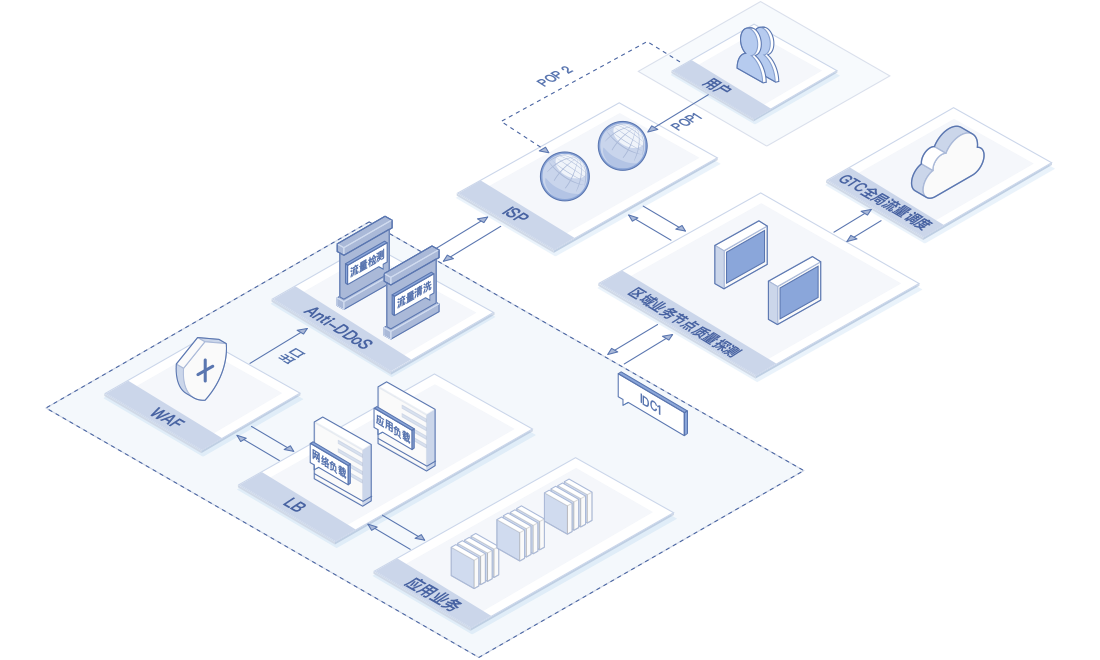 POP 2
用户
POP1
GTC全局流量调度
ISP
流量检测
流量清洗
Anti-DDoS
区域业务节点质量探测
出口
WAF
IDC1
应用负载
网络负载
LB
应用业务